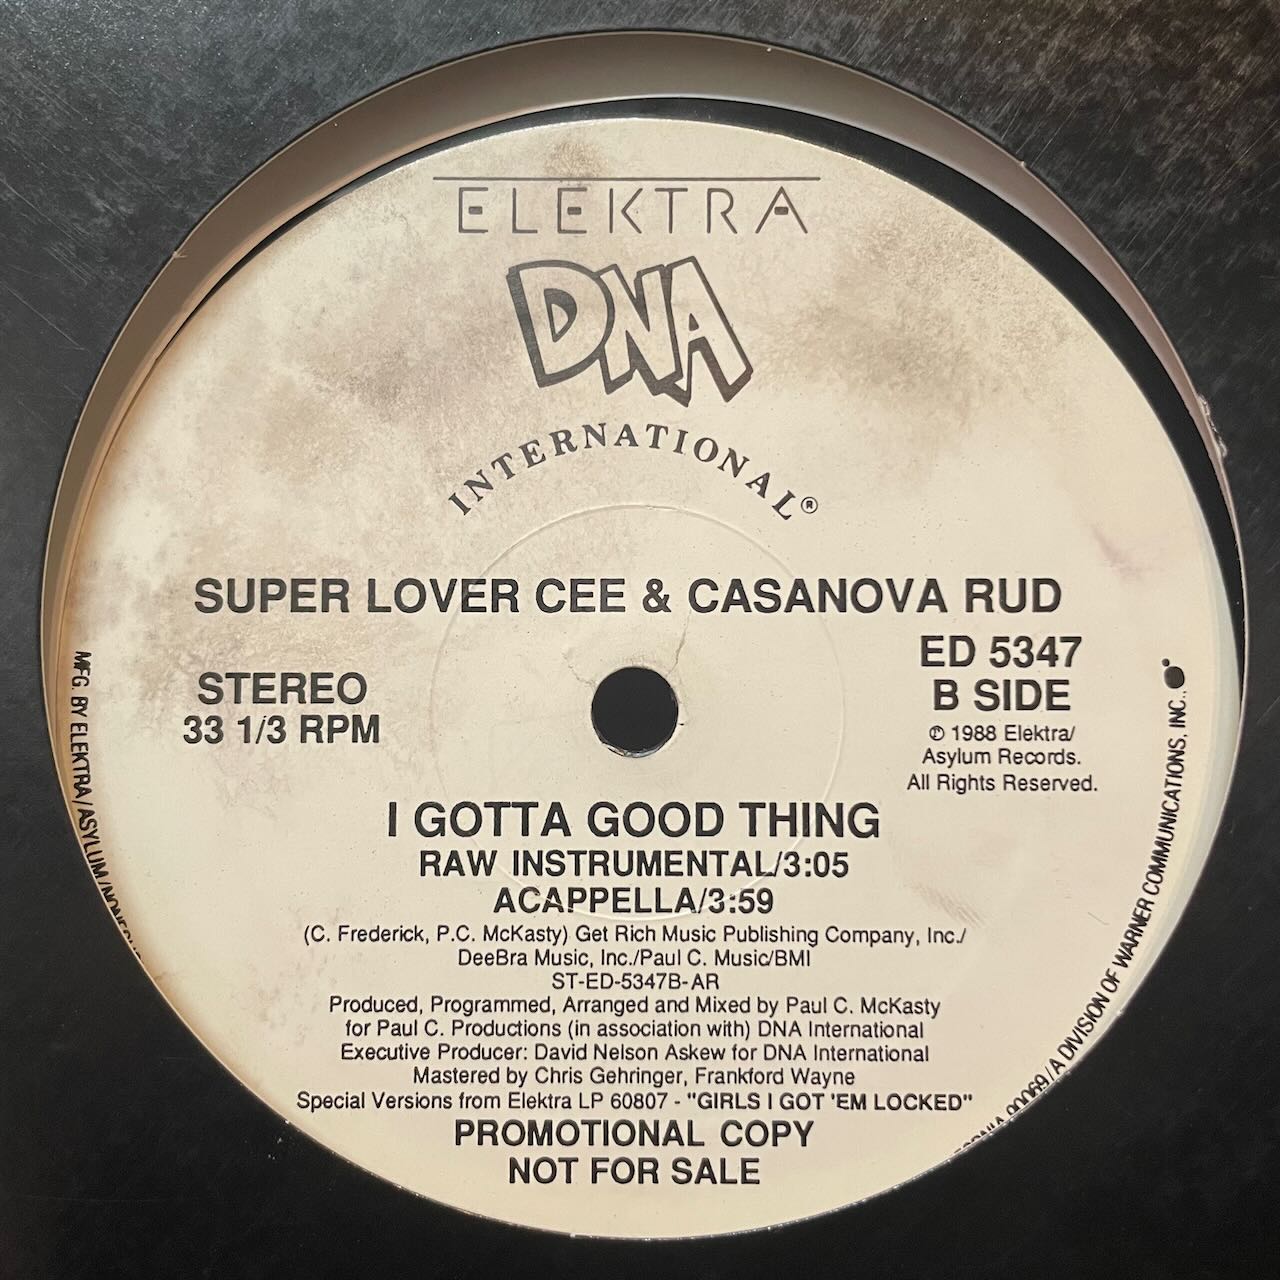 ELEKTRA
DNA
INTERNATIONAL®
SUPER LOVER CEE & CASANOVA RUD
STEREO
33 1/3 RPM
ED 5347
B SIDE
℗ 1988 Elektra/
Asylum Records.
All Rights Reserved.
I GOTTA GOOD THING
RAW INSTRUMENTAL/3:05
ACAPPELLA/3:59
(C. Frederick, P.C. McKasty) Get Rich Music Publishing Company, Inc./
DeeBra Music, Inc./Paul C. Music/BMI
ST-ED-5347B-AR
Produced, Programmed, Arranged and Mixed by Paul C. McKasty
for Paul C. Productions (in association with) DNA International
Executive Producer: David Nelson Askew for DNA International
Mastered by Chris Gehringer, Frankford Wayne
Special Versions from Elektra LP 60807 - "GIRLS I GOT 'EM LOCKED"
PROMOTIONAL COPY
NOT FOR SALE
MFG. BY ELEKTRA/ASYLUM/
90069/A DIVISION OF WARNER COMMUNICATIONS, INC.,